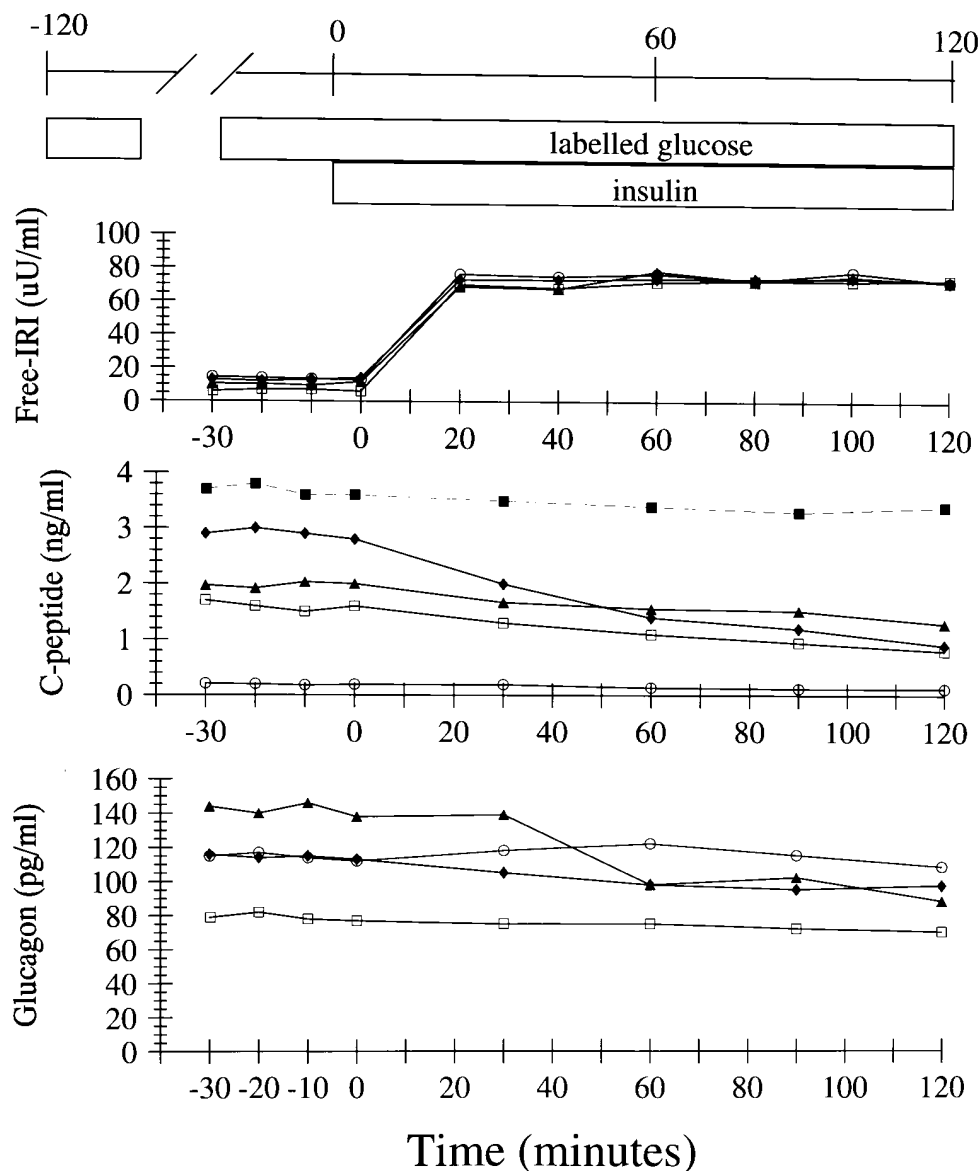 -120 0 60 120
labelled glucose
insulin
Free-IRI (uU/ml)
100
80
60
40
20
0
-30 0 20 40 60 80 100 120
C-peptide (ng/ml)
4
3
2
1
0
-30 0 20 40 60 80 100 120
Glucagon (pg/ml)
160
140
120
100
80
60
40
20
0
-30 -20 -10 0 20 40 60 80 100 120
Time (minutes)